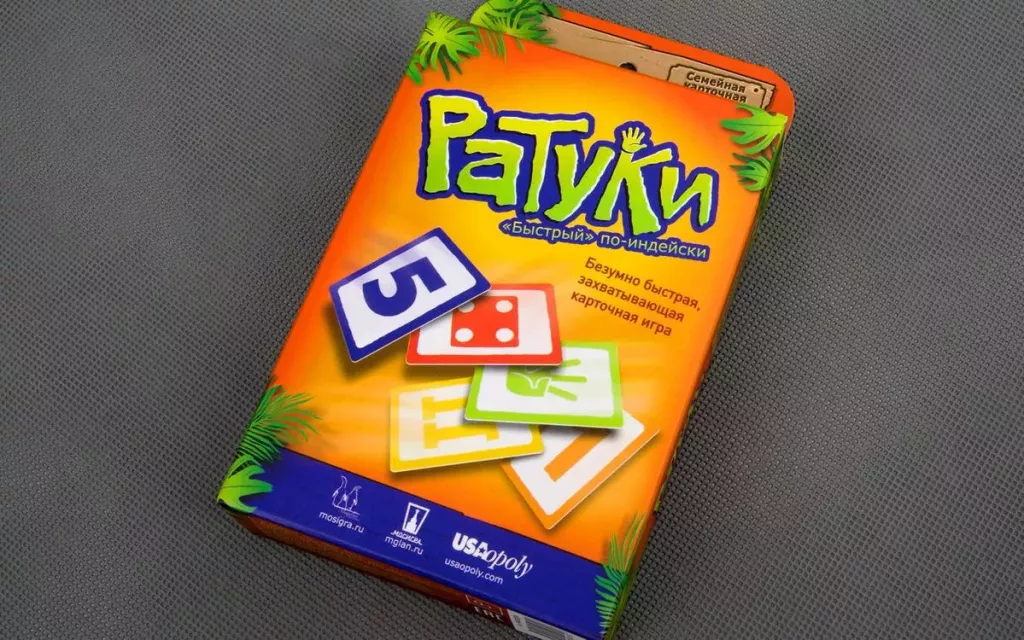 Семейная
карточная
РаТуКи
«Быстрый» по-индейски
Безумно быстрая,
захватывающая
карточная игра
5
mosigra.ru
mglan.ru
USAopoly
usaopoly.com